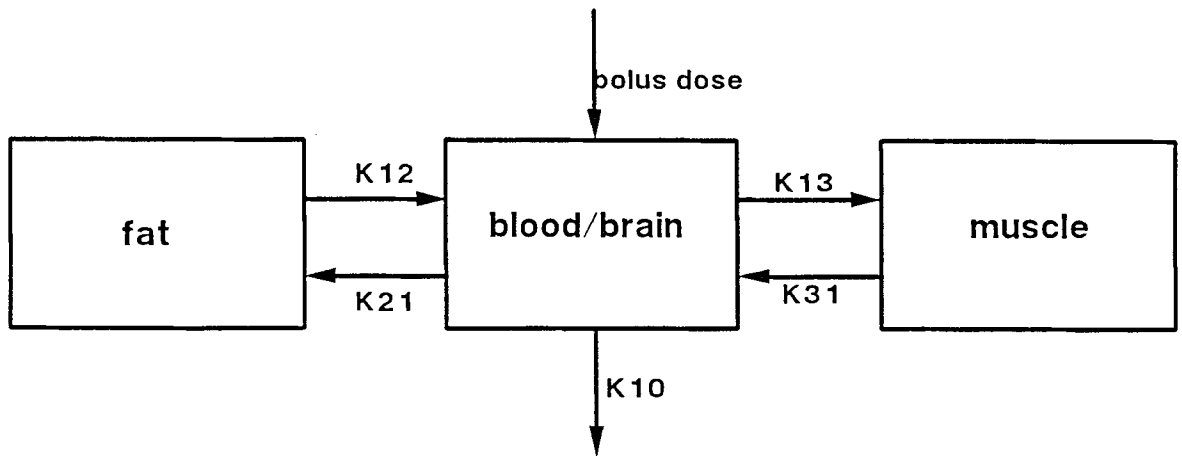 bolus dose
K12
K13
fat
blood/brain
muscle
K21
K31
K10